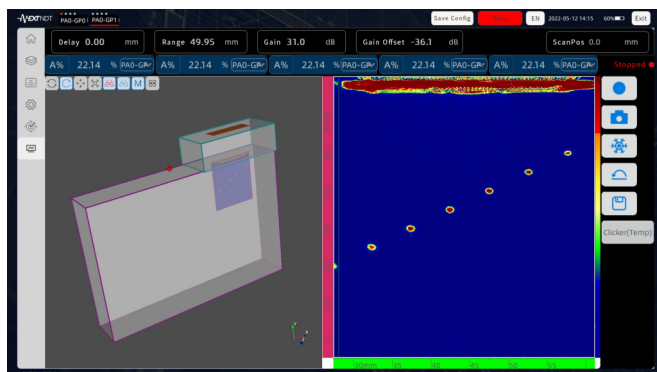 NEXTNDT PA0-GP0 PA0-GP1 Save Config EN 2022-05-12 14:15 60% Exit
Delay 0.00 mm Range 49.95 mm Gain 31.0 dB Gain Offset -36.1 dB ScanPos 0.0 mm
A% 22.14 % PA0-GP A% 22.14 % PA0-GP A% 22.14 % PA0-GP A% 22.14 % PA0-GP A% 22.14 % PA0-GP Stopped
M
Clicker(Temp)
30mm 35 40 45 50 55